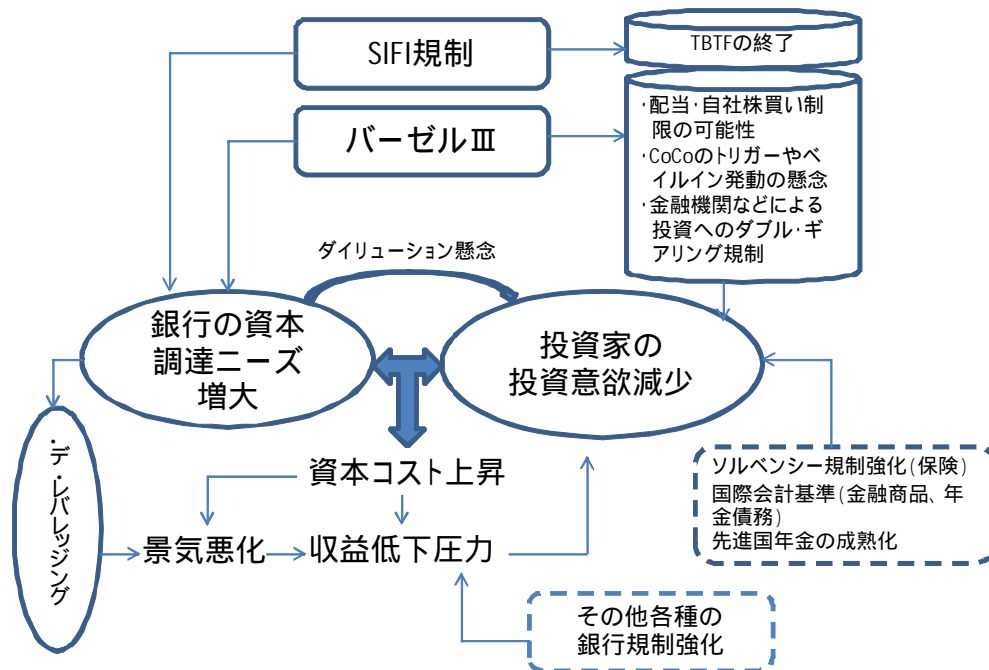 SIFI規制
TBTFの終了
バーゼルⅢ
・配当・自社株買い制
限の可能性
・CoCoのトリガーやベ
イルイン発動の懸念
・金融機関などによる
投資へのダブル・ギ
アリング規制
ダイリューション懸念
銀行の資本
調達ニーズ
増大
投資家の
投資意欲減少
・デ・レバレッジング
資本コスト上昇
ソルベンシー規制強化(保険)
国際会計基準(金融商品、年
金債務)
先進国年金の成熟化
景気悪化
収益低下圧力
その他各種の
銀行規制強化